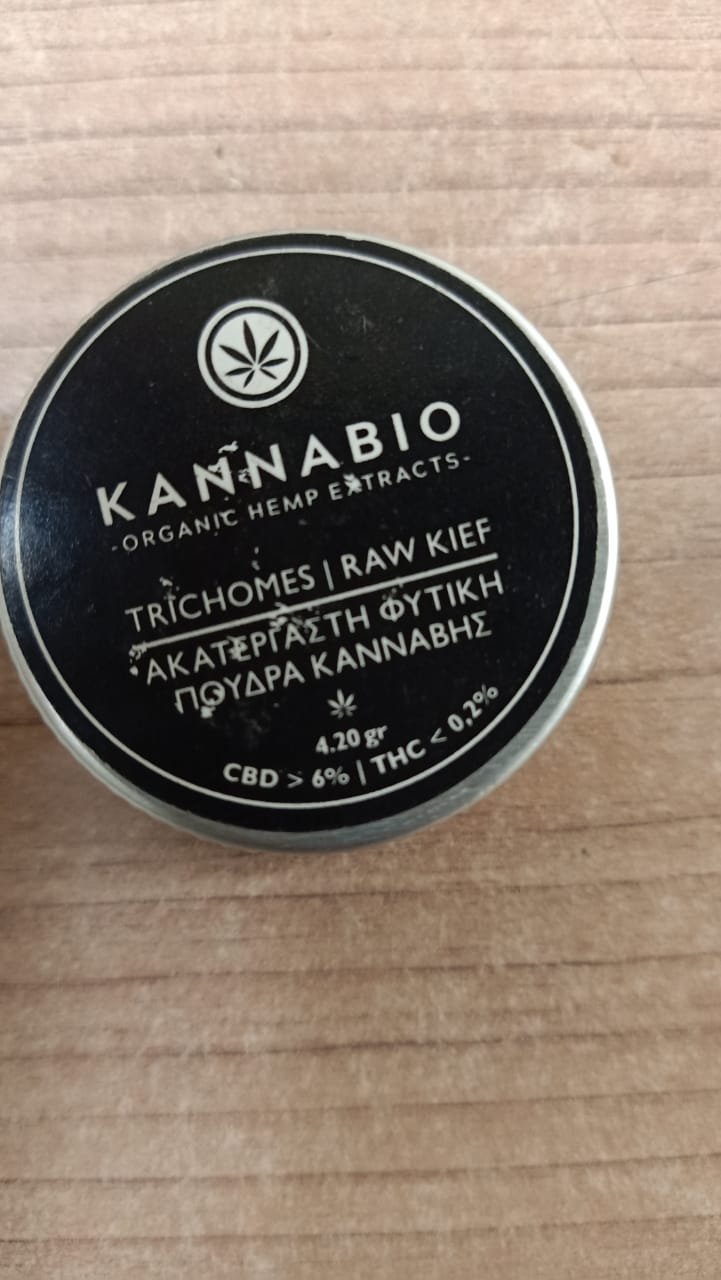 KANNABIO
-ORGANIC HEMP EXTRACTS-
TRICHOMES | RAW KIEF
ΑΚΑΤΕΡΓΑΣΤΗ ΦΥΤΙΚΗ
ΠΟΥΔΡΑ ΚΑΝΝΑΒΗΣ
4.20 gr
CBD > 6% | THC < 0,2%